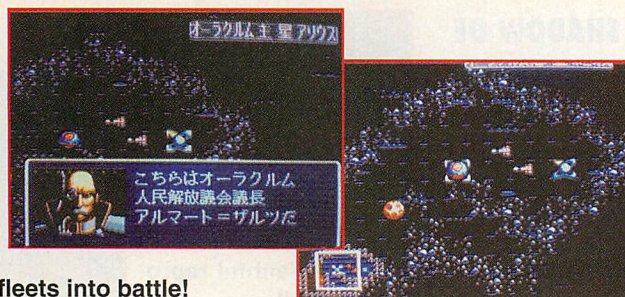 SHADOW OF
オーラクルム主星アリウス
こちらはオーラクルム
人民解放議会議長
アルマート=ザルツだ
fleets into battle!